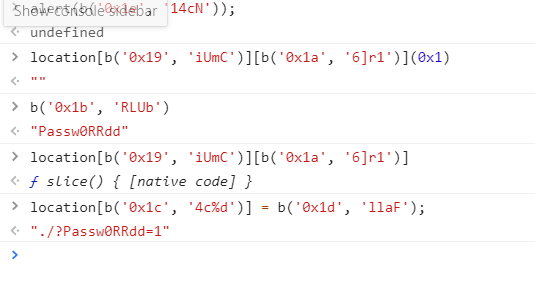 Show console sidebar
alert(b('0x1e', '14cN'));
undefined
location[b('0x19', 'iUmC')][b('0x1a', '6]r1')](0x1)
""
b('0x1b', 'RLUb')
"Passw0RRdd"
location[b('0x19', 'iUmC')][b('0x1a', '6]r1')]
ƒ slice() { [native code] }
location[b('0x1c', '4c%d')] = b('0x1d', 'llaF');
"./?Passw0RRdd=1"